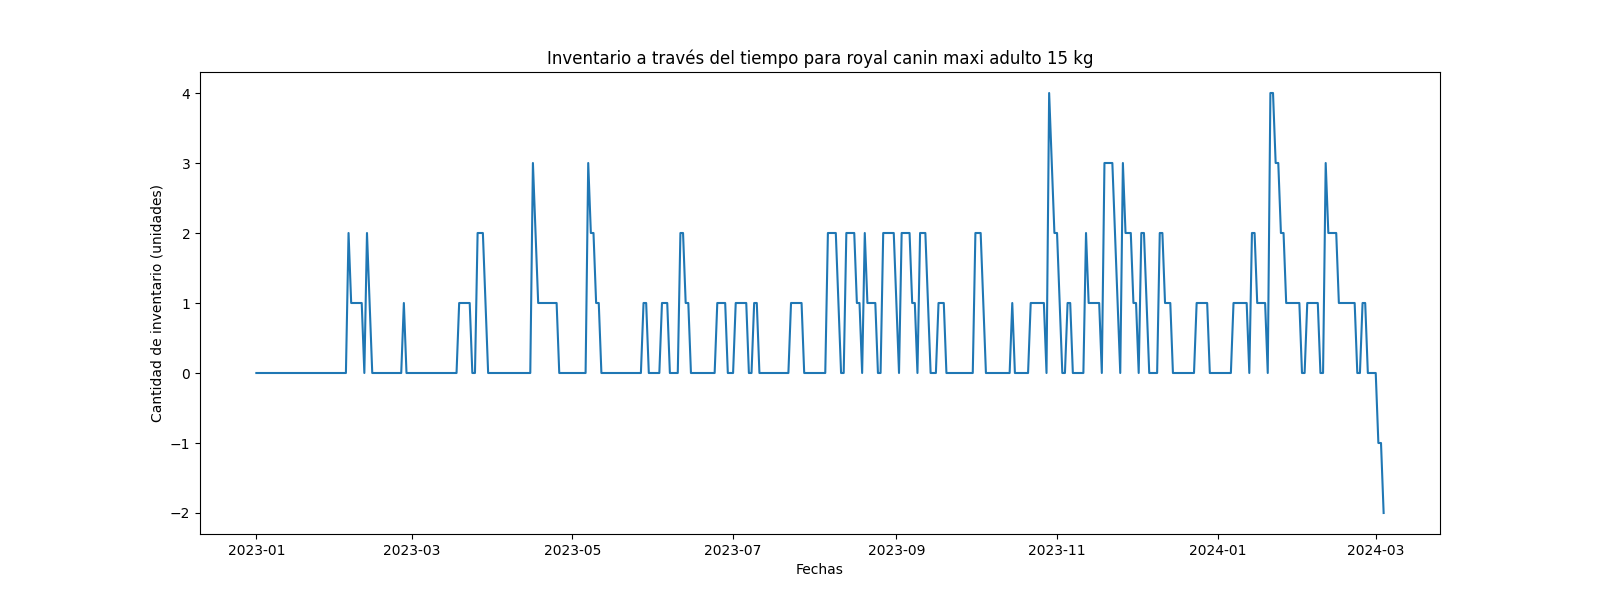 Inventario a través del tiempo para royal canin maxi adulto 15 kg
Cantidad de inventario (unidades)
4
3
2
1
0
−1
−2
2023-01 2023-03 2023-05 2023-07 2023-09 2023-11 2024-01 2024-03
Fechas